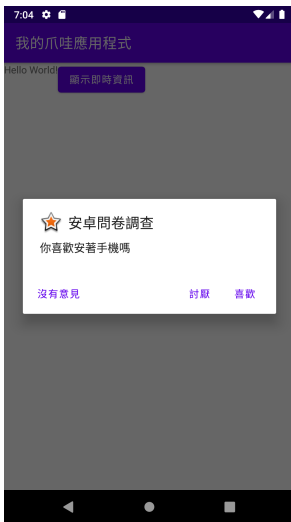 7:04
我的爪哇應用程式
Hello World!
顯示即時資訊
安卓問卷調查
你喜歡安著手機嗎
沒有意見
討厭
喜歡